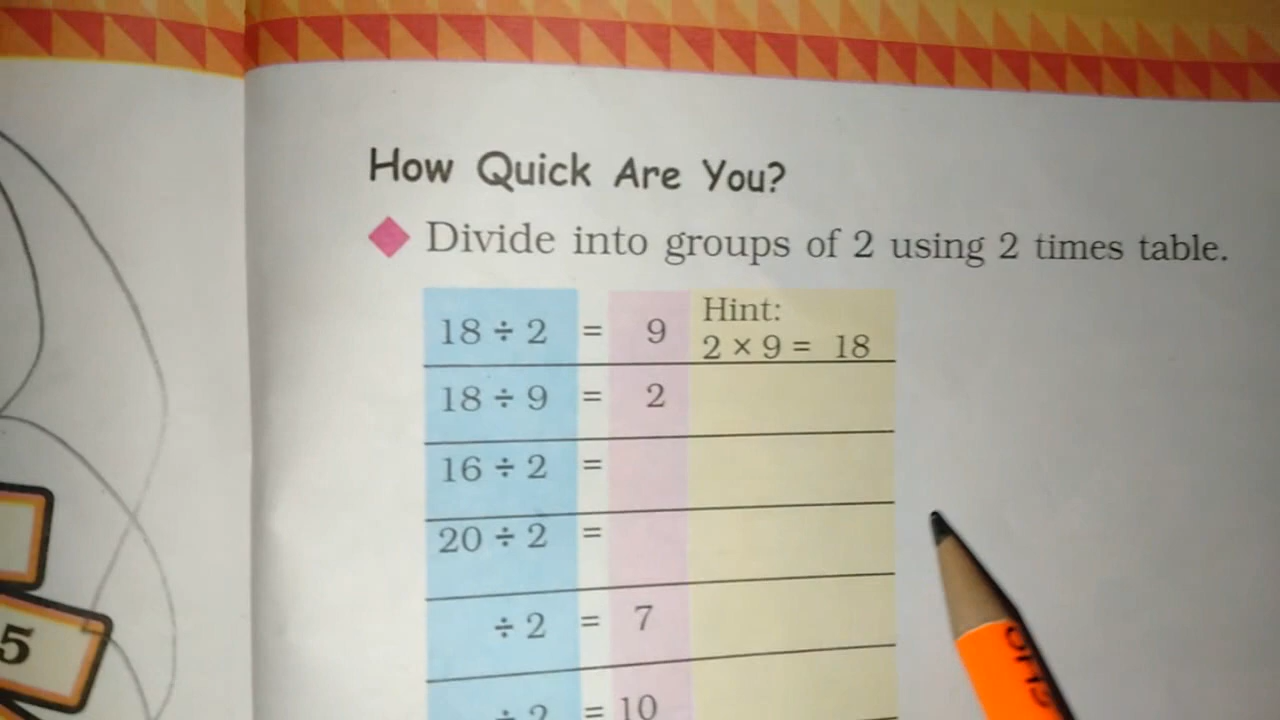 How Quick Are You?
Divide into groups of 2 using 2 times table.
18 ÷ 2 = 9 Hint:
2 × 9 = 18
18 ÷ 9 = 2
16 ÷ 2 =
20 ÷ 2 =
÷ 2 = 7
÷ 2 = 10
5